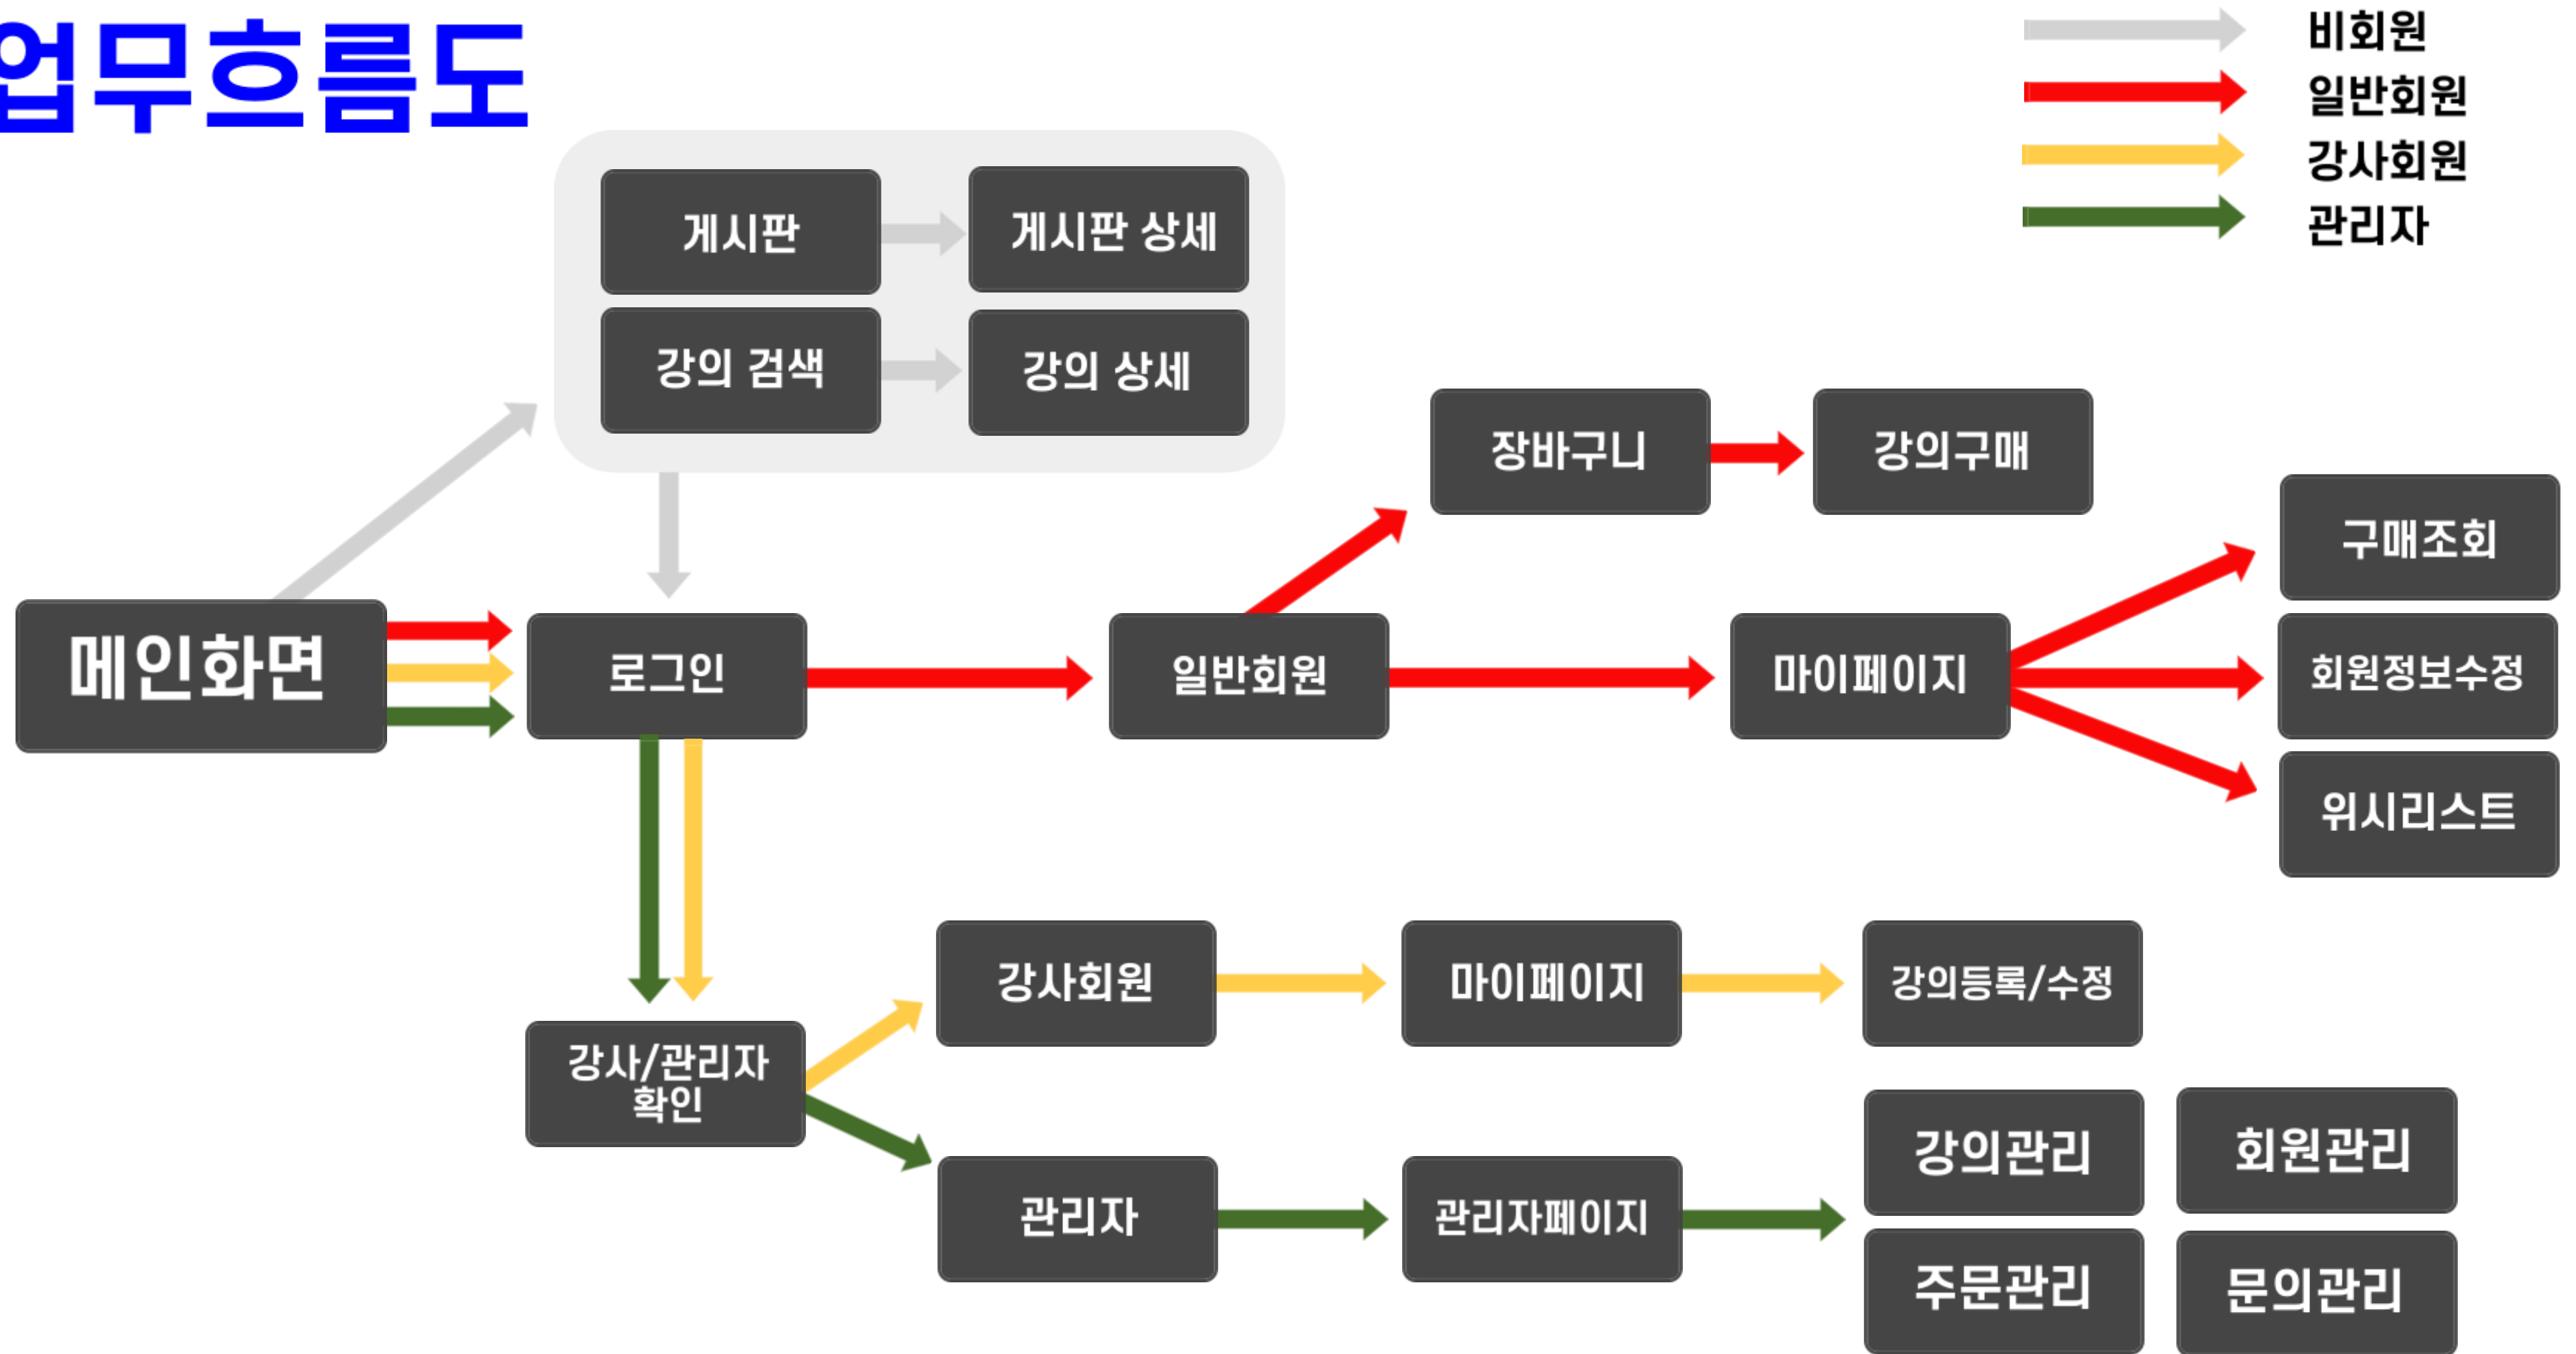 업무흐름도
비회원
일반회원
강사회원
관리자
게시판
게시판 상세
강의 검색
강의 상세
장바구니
강의구매
구매조회
메인화면
로그인
일반회원
마이페이지
회원정보수정
위시리스트
강사회원
마이페이지
강의등록/수정
강사/관리자
확인
강의관리
회원관리
관리자
관리자페이지
주문관리
문의관리